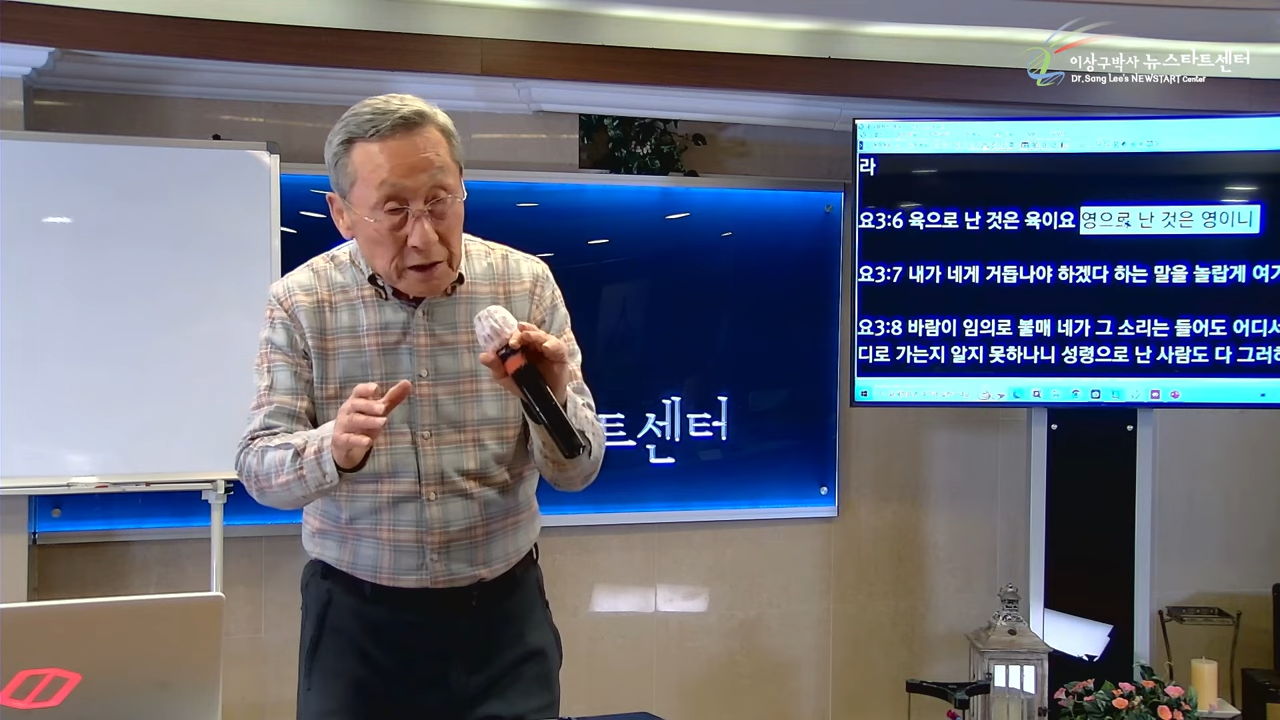 이상구박사 뉴스타트센터
Dr. Sang Lee's NEWSTART Center
라
요3:6 육으로 난 것은 육이요 영으로 난 것은 영이니
요3:7 내가 네게 거듭나야 하겠다 하는 말을 놀랍게 여기
요3:8 바람이 임의로 불매 네가 그 소리는 들어도 어디서
디로 가는지 알지 못하나니 성령으로 난 사람도 다 그러하
트센터